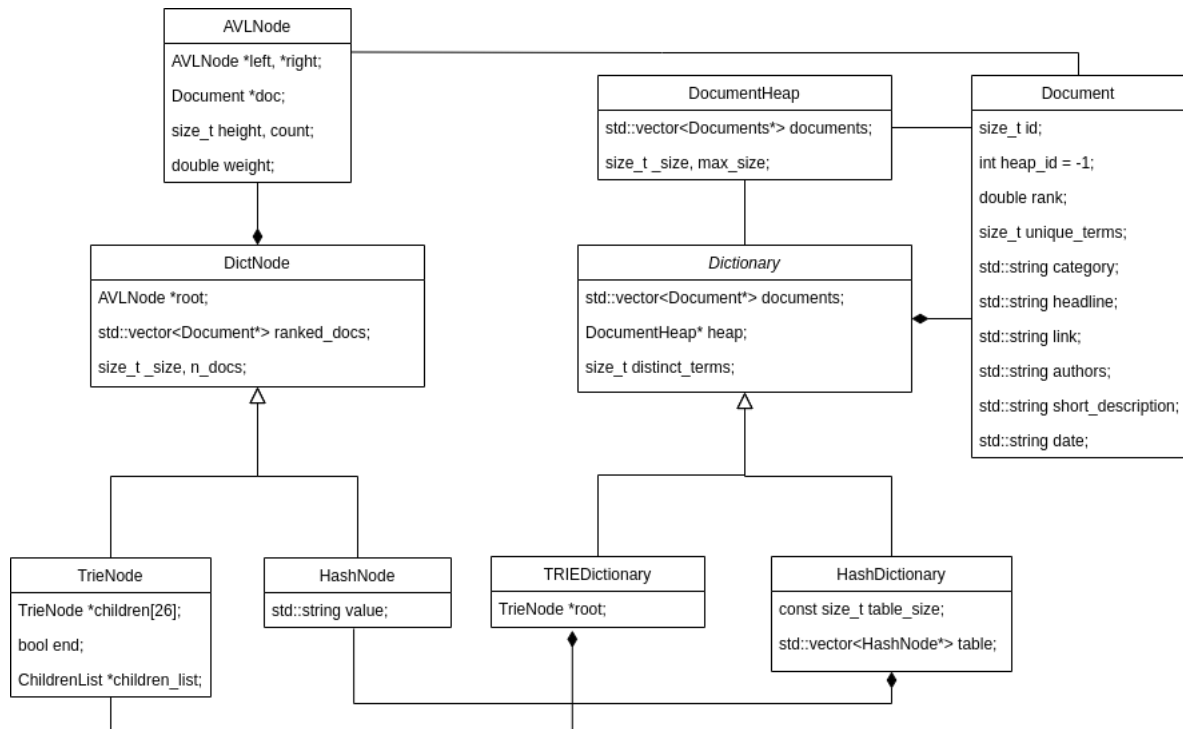 AVLNode
AVLNode *left, *right;
Document *doc;
size_t height, count;
double weight;
DocumentHeap
std::vector<Documents*> documents;
size_t _size, max_size;
Document
size_t id;
int heap_id = -1;
double rank;
size_t unique_terms;
std::string category;
std::string headline;
std::string link;
std::string authors;
std::string short_description;
std::string date;
DictNode
AVLNode *root;
std::vector<Document*> ranked_docs;
size_t _size, n_docs;
Dictionary
std::vector<Document*> documents;
DocumentHeap* heap;
size_t distinct_terms;
TrieNode
TrieNode *children[26];
bool end;
ChildrenList *children_list;
HashNode
std::string value;
TRIEDictionary
TrieNode *root;
HashDictionary
const size_t table_size;
std::vector<HashNode*> table;